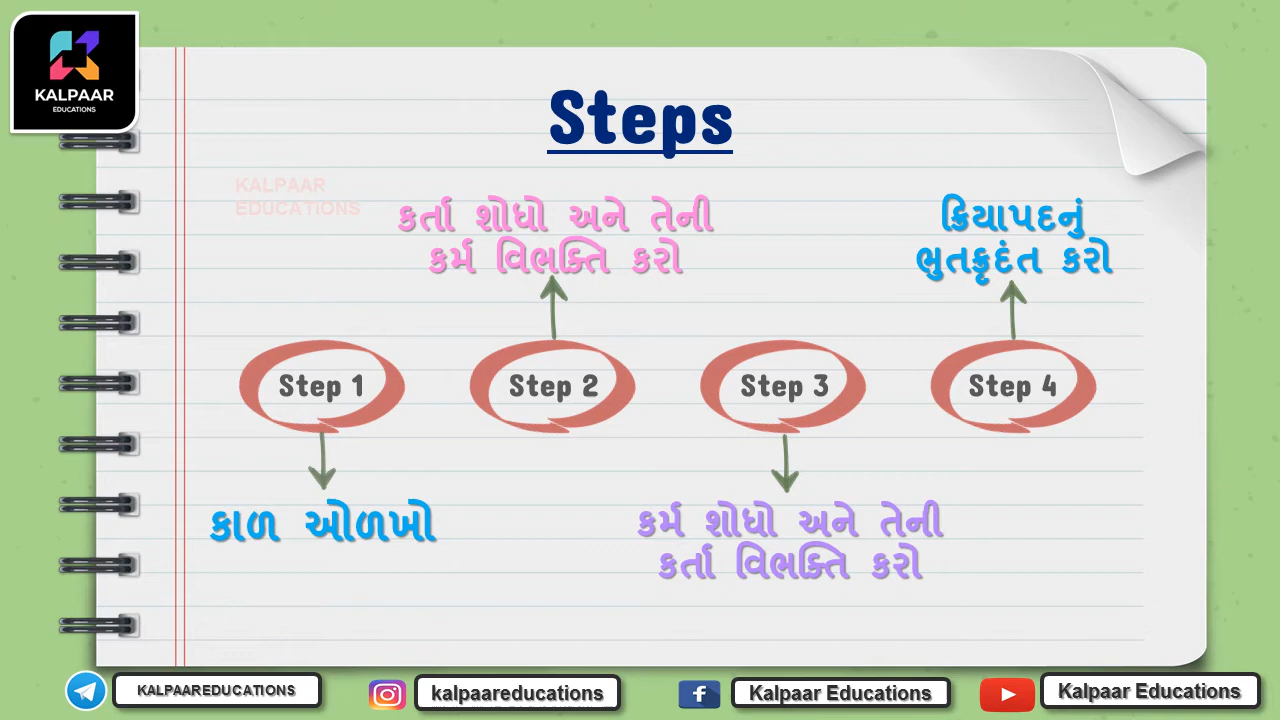 KALPAAR
EDUCATIONS
Steps
KALPAAR
EDUCATIONS
કર્તા શોધો અને તેની
કર્મ વિભક્તિ કરો
ક્રિયાપદનું
ભુતકૃદંત કરો
Step 1
Step 2
Step 3
Step 4
કાળ ઓળખો
કર્મ શોધો અને તેની
કર્તા વિભક્તિ કરો
KALPAAREDUCATIONS
kalpaareducations
Kalpaar Educations
Kalpaar Educations